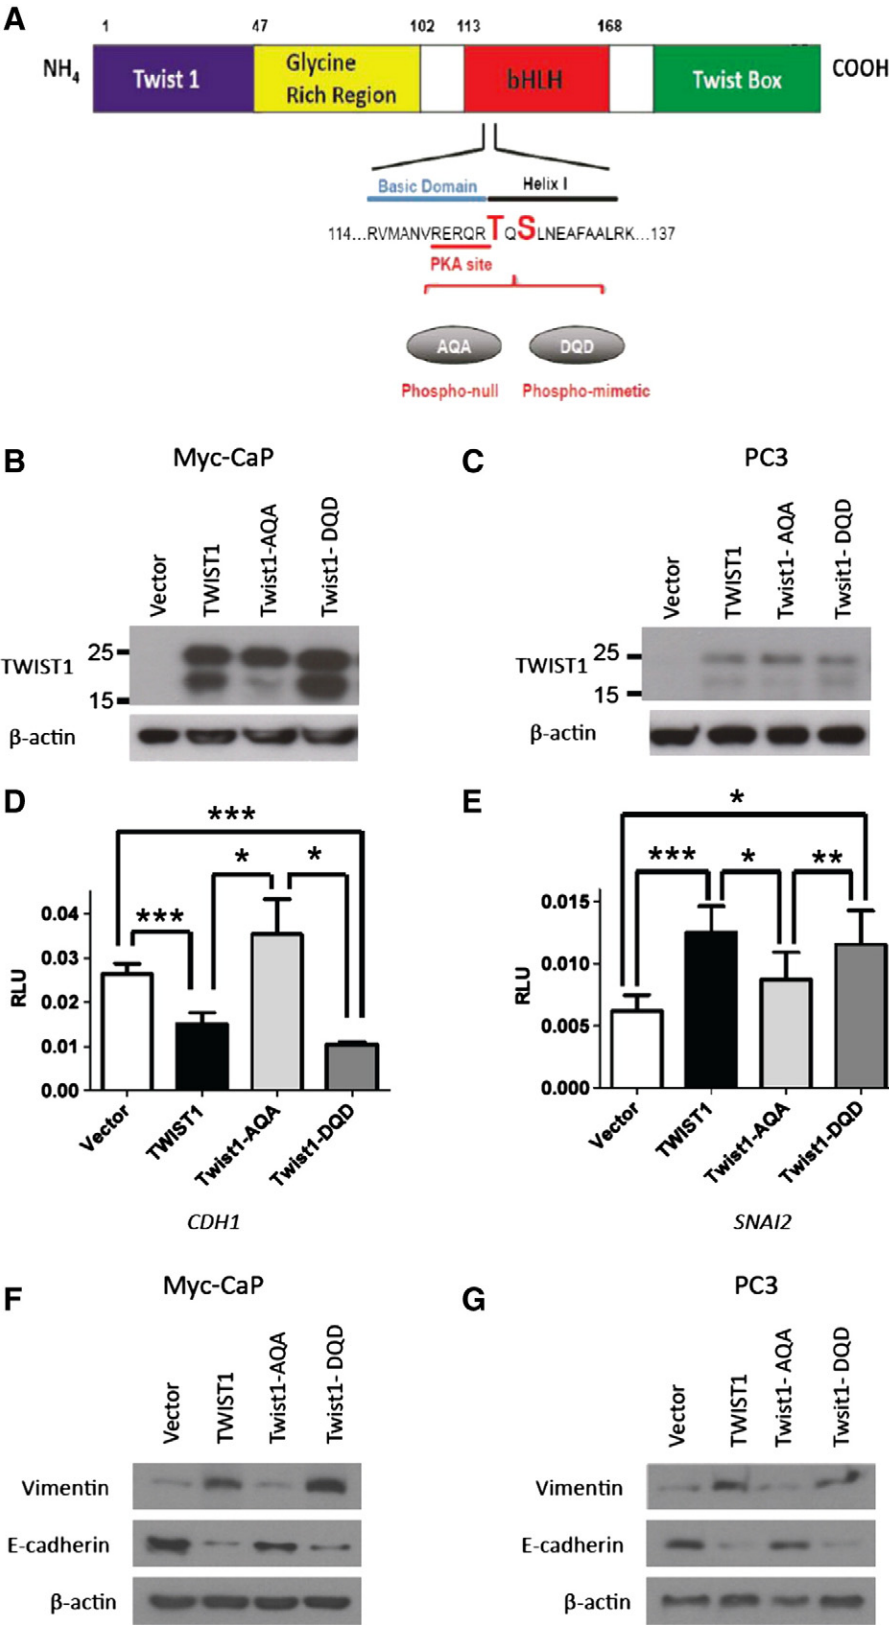 A
1 47 102 113 168
NH4 Twist 1 Glycine Rich Region bHLH Twist Box COOH
Basic Domain Helix I
114...RVMANVRERQRTQSLNEAFAALRK...137
PKA site
AQA DQD
Phospho-null Phospho-mimetic
B Myc-CaP
Vector TWIST1 Twist1-AQA Twist1- DQD
TWIST1 25
15
β-actin
C PC3
Vector TWIST1 Twist1- AQA Twsit1- DQD
TWIST1 25
15
β-actin
D
***
* *
***
RLU
0.04
0.03
0.02
0.01
0.00
Vector TWIST1 Twist1-AQA Twist1-DQD
CDH1
E
*
*** * **
RLU
0.015
0.010
0.005
0.000
Vector TWIST1 Twist1-AQA Twist1-DQD
SNAI2
F Myc-CaP
Vector TWIST1 Twist1-AQA Twist1- DQD
Vimentin
E-cadherin
β-actin
G PC3
Vector TWIST1 Twist1- AQA Twsit1- DQD
Vimentin
E-cadherin
β-actin